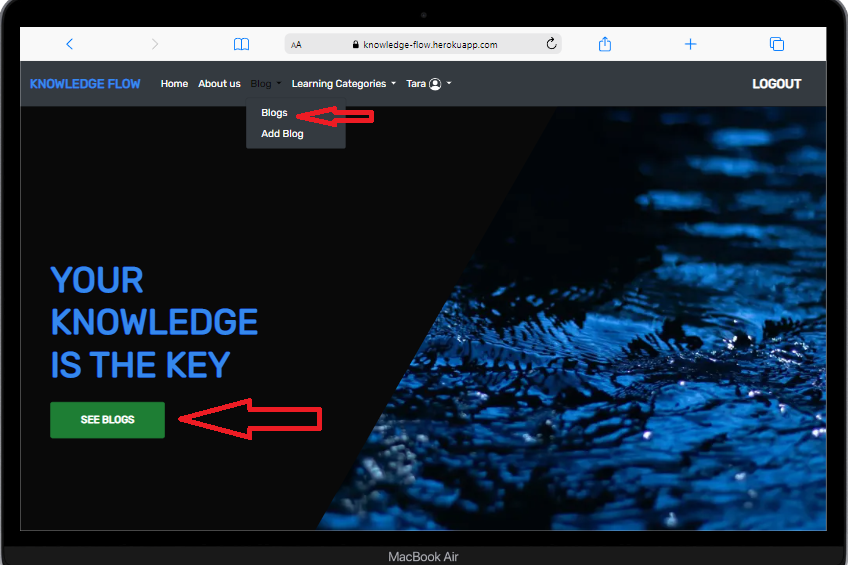 AA knowledge-flow.herokuapp.com
KNOWLEDGE FLOW Home About us Blog Learning Categories Tara LOGOUT
Blogs
Add Blog
YOUR
KNOWLEDGE
IS THE KEY
SEE BLOGS
MacBook Air